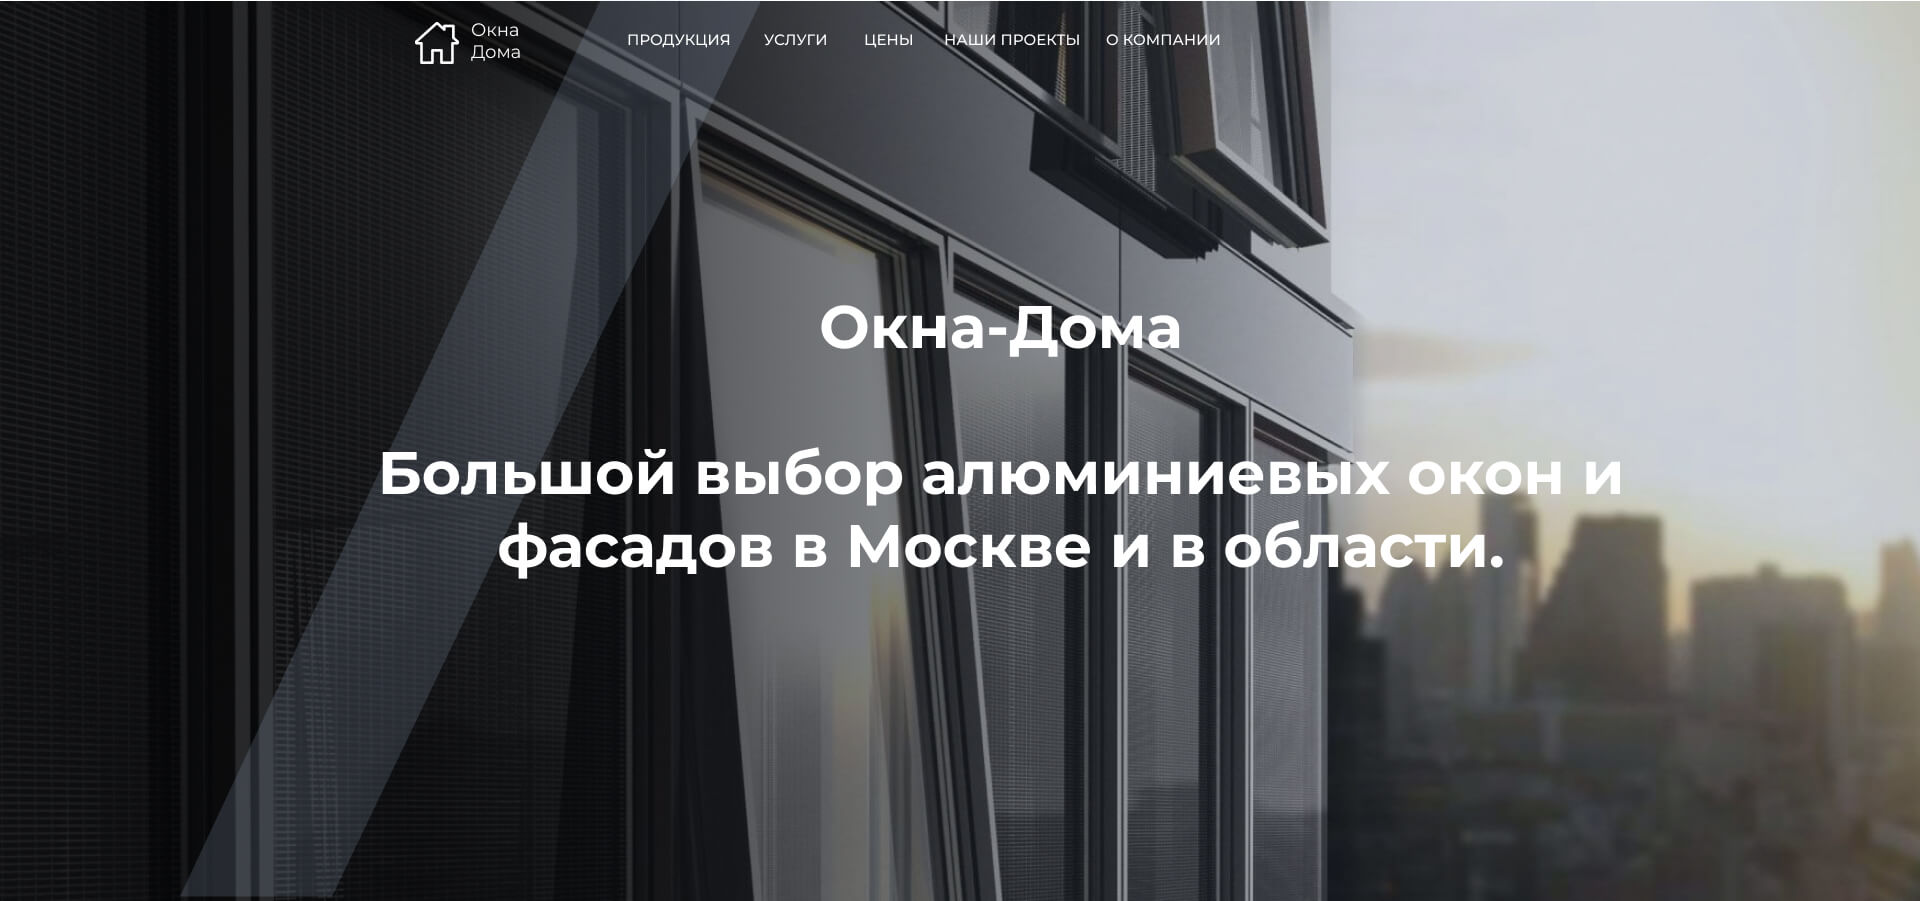 Окна
Дома
ПРОДУКЦИЯ УСЛУГИ ЦЕНЫ НАШИ ПРОЕКТЫ О КОМПАНИИ
Окна-Дома
Большой выбор алюминиевых окон и
фасадов в Москве и в области.